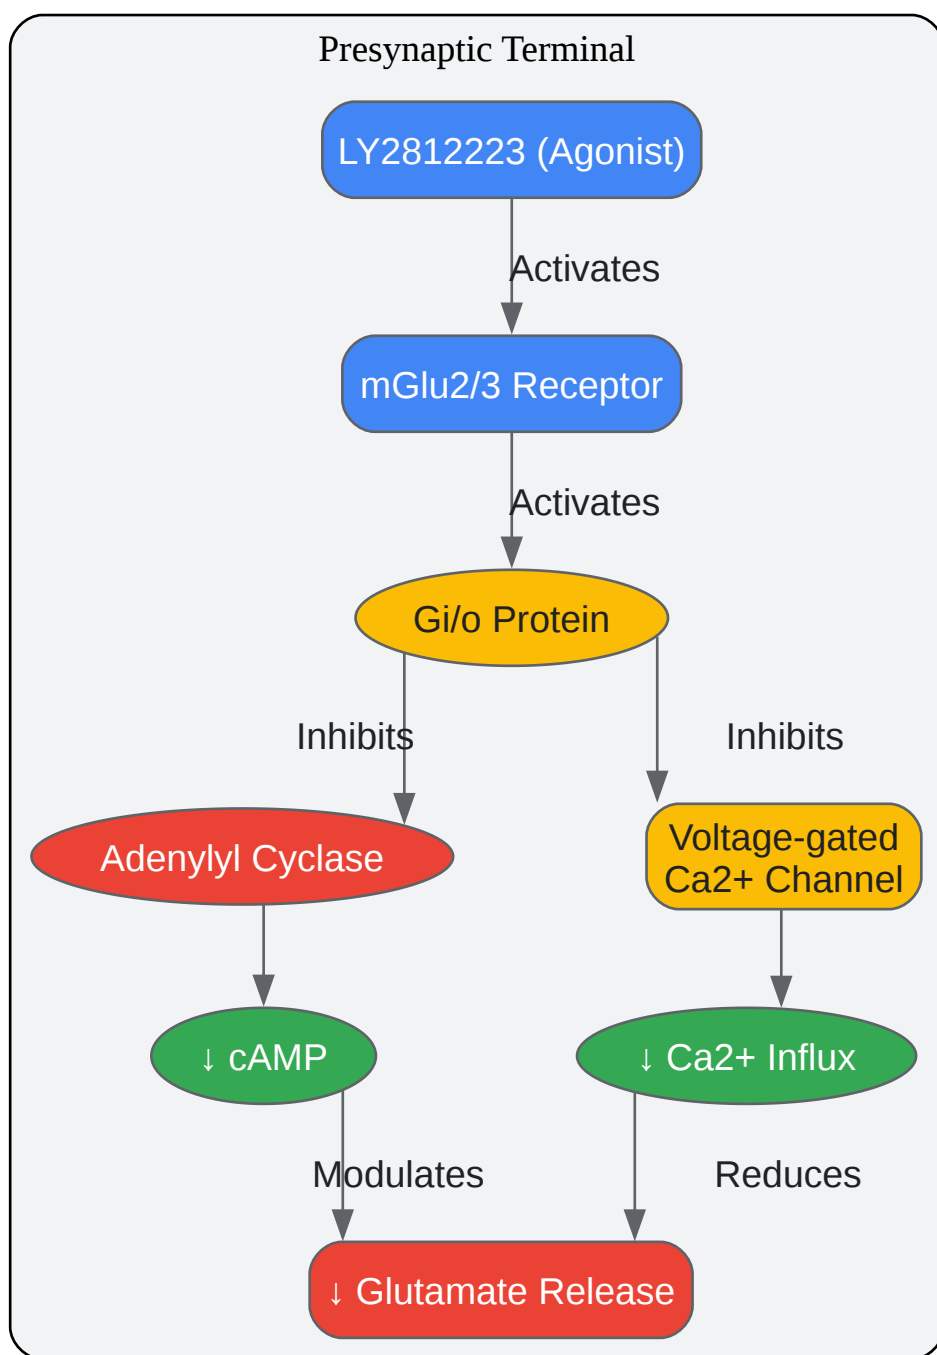 Presynaptic Terminal
LY2812223 (Agonist)
Activates
mGlu2/3 Receptor
Activates
Gi/o Protein
Inhibits
Inhibits
Adenylyl Cyclase
Voltage-gated
Ca2+ Channel
↓ cAMP
↓ Ca2+ Influx
Modulates
Reduces
↓ Glutamate Release